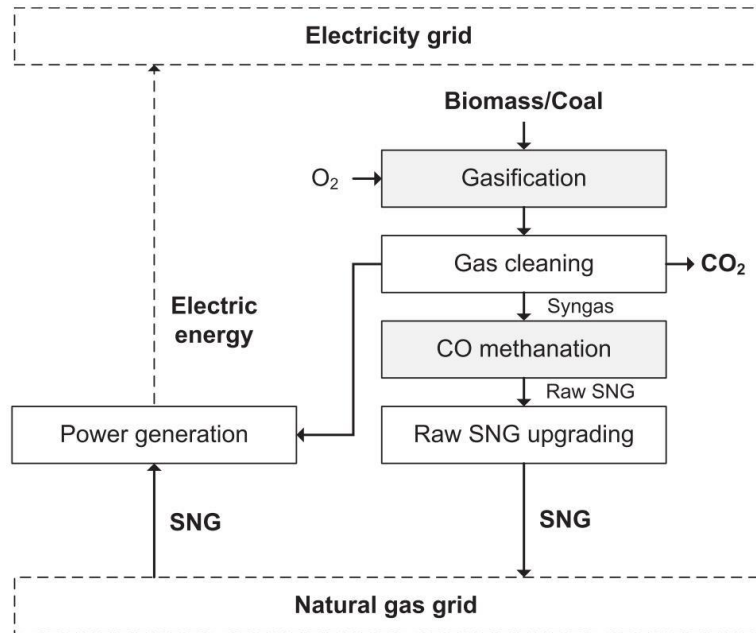 Electricity grid
Biomass/Coal
O₂
Gasification
Gas cleaning
CO₂
Electric
energy
Syngas
CO methanation
Raw SNG
Power generation
Raw SNG upgrading
SNG
SNG
Natural gas grid